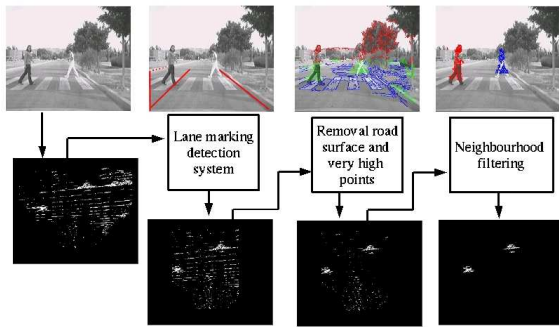 Lane marking
detection
system
Removal road
surface and
very high
points
Neighbourhood
filtering